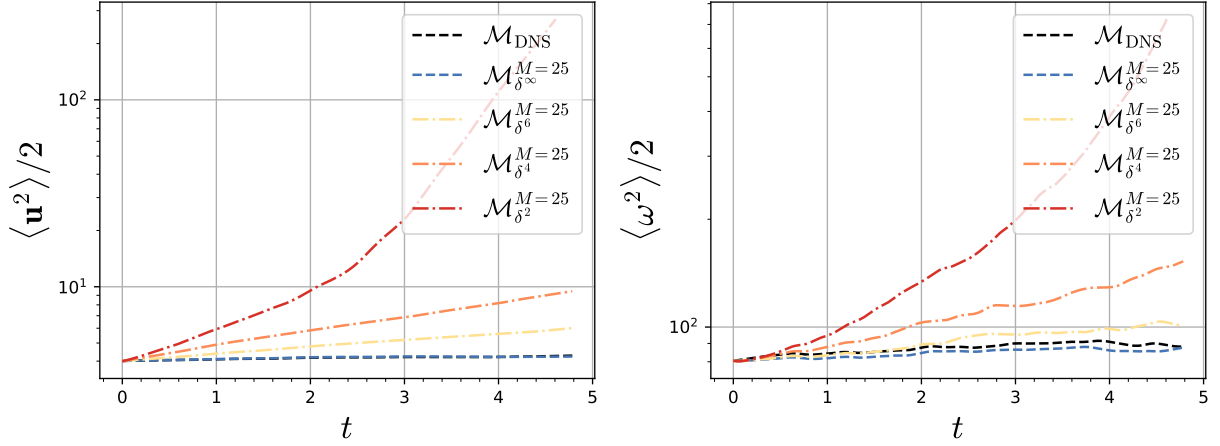 ⟨u²⟩/2
10²
10¹
0 1 2 3 4 5
t
ℳ_DNS
ℳ_{δ^∞}^{M=25}
ℳ_{δ^6}^{M=25}
ℳ_{δ^4}^{M=25}
ℳ_{δ^2}^{M=25}
⟨ω²⟩/2
10²
0 1 2 3 4 5
t
ℳ_DNS
ℳ_{δ^∞}^{M=25}
ℳ_{δ^6}^{M=25}
ℳ_{δ^4}^{M=25}
ℳ_{δ^2}^{M=25}